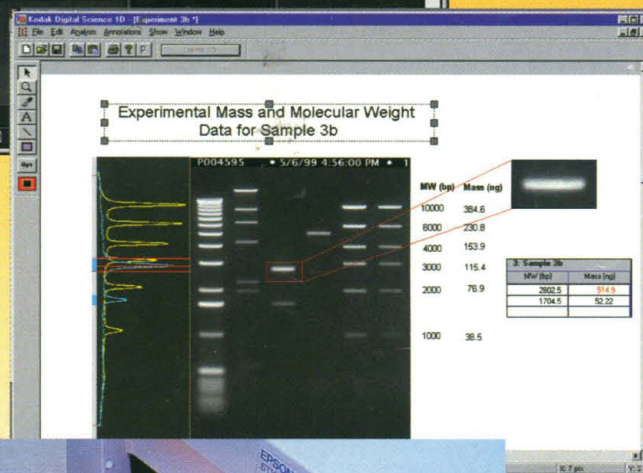 Kodak Digital Science 1D - [Experiment 3b *]
File Edit Analysis Annotations Show Window Help
Experimental Mass and Molecular Weight
Data for Sample 3b
P004595 • 5/6/99 4:56:00 PM • 1
MW (bp) Mass (ng)
10000 384.6
6000 230.8
4000 153.9
3000 115.4
2000 76.9
1000 38.5
3: Sample 3b
MW (bp) Mass (ng)
2802.5 514.9
1704.5 52.22
EPSON
X: 7 pix